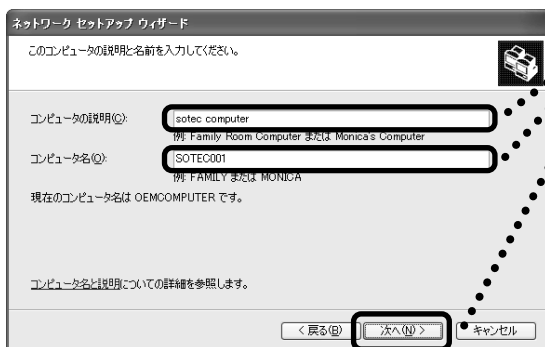 ネットワーク セットアップ ウィザード
このコンピュータの説明と名前を入力してください。
コンピュータの説明(C):
sotec computer
例: Family Room Computer または Monica's Computer
コンピュータ名(O):
SOTEC001
例: FAMILY または MONICA
現在のコンピュータ名は OEMCOMPUTER です。
コンピュータ名と説明についての詳細を参照します。
< 戻る(B) 次へ(N) > キャンセル